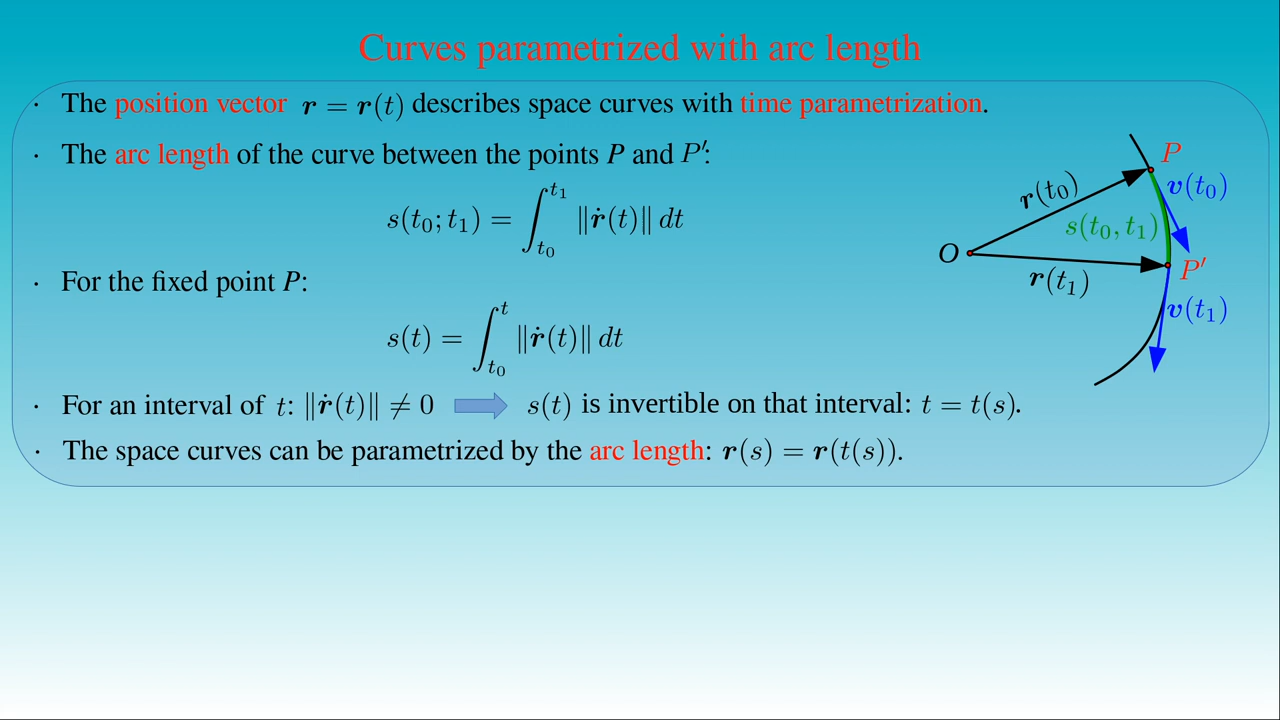 Curves parametrized with arc length
· The position vector r = r(t) describes space curves with time parametrization.
· The arc length of the curve between the points P and P′:
s(t₀; t₁) = ∫_{t₀}^{t₁} ‖ṙ(t)‖ dt
· For the fixed point P:
s(t) = ∫_{t₀}^{t} ‖ṙ(t)‖ dt
· For an interval of t: ‖ṙ(t)‖ ≠ 0 s(t) is invertible on that interval: t = t(s).
· The space curves can be parametrized by the arc length: r(s) = r(t(s)).
P
r(t₀)
v(t₀)
s(t₀, t₁)
O
P′
r(t₁)
v(t₁)